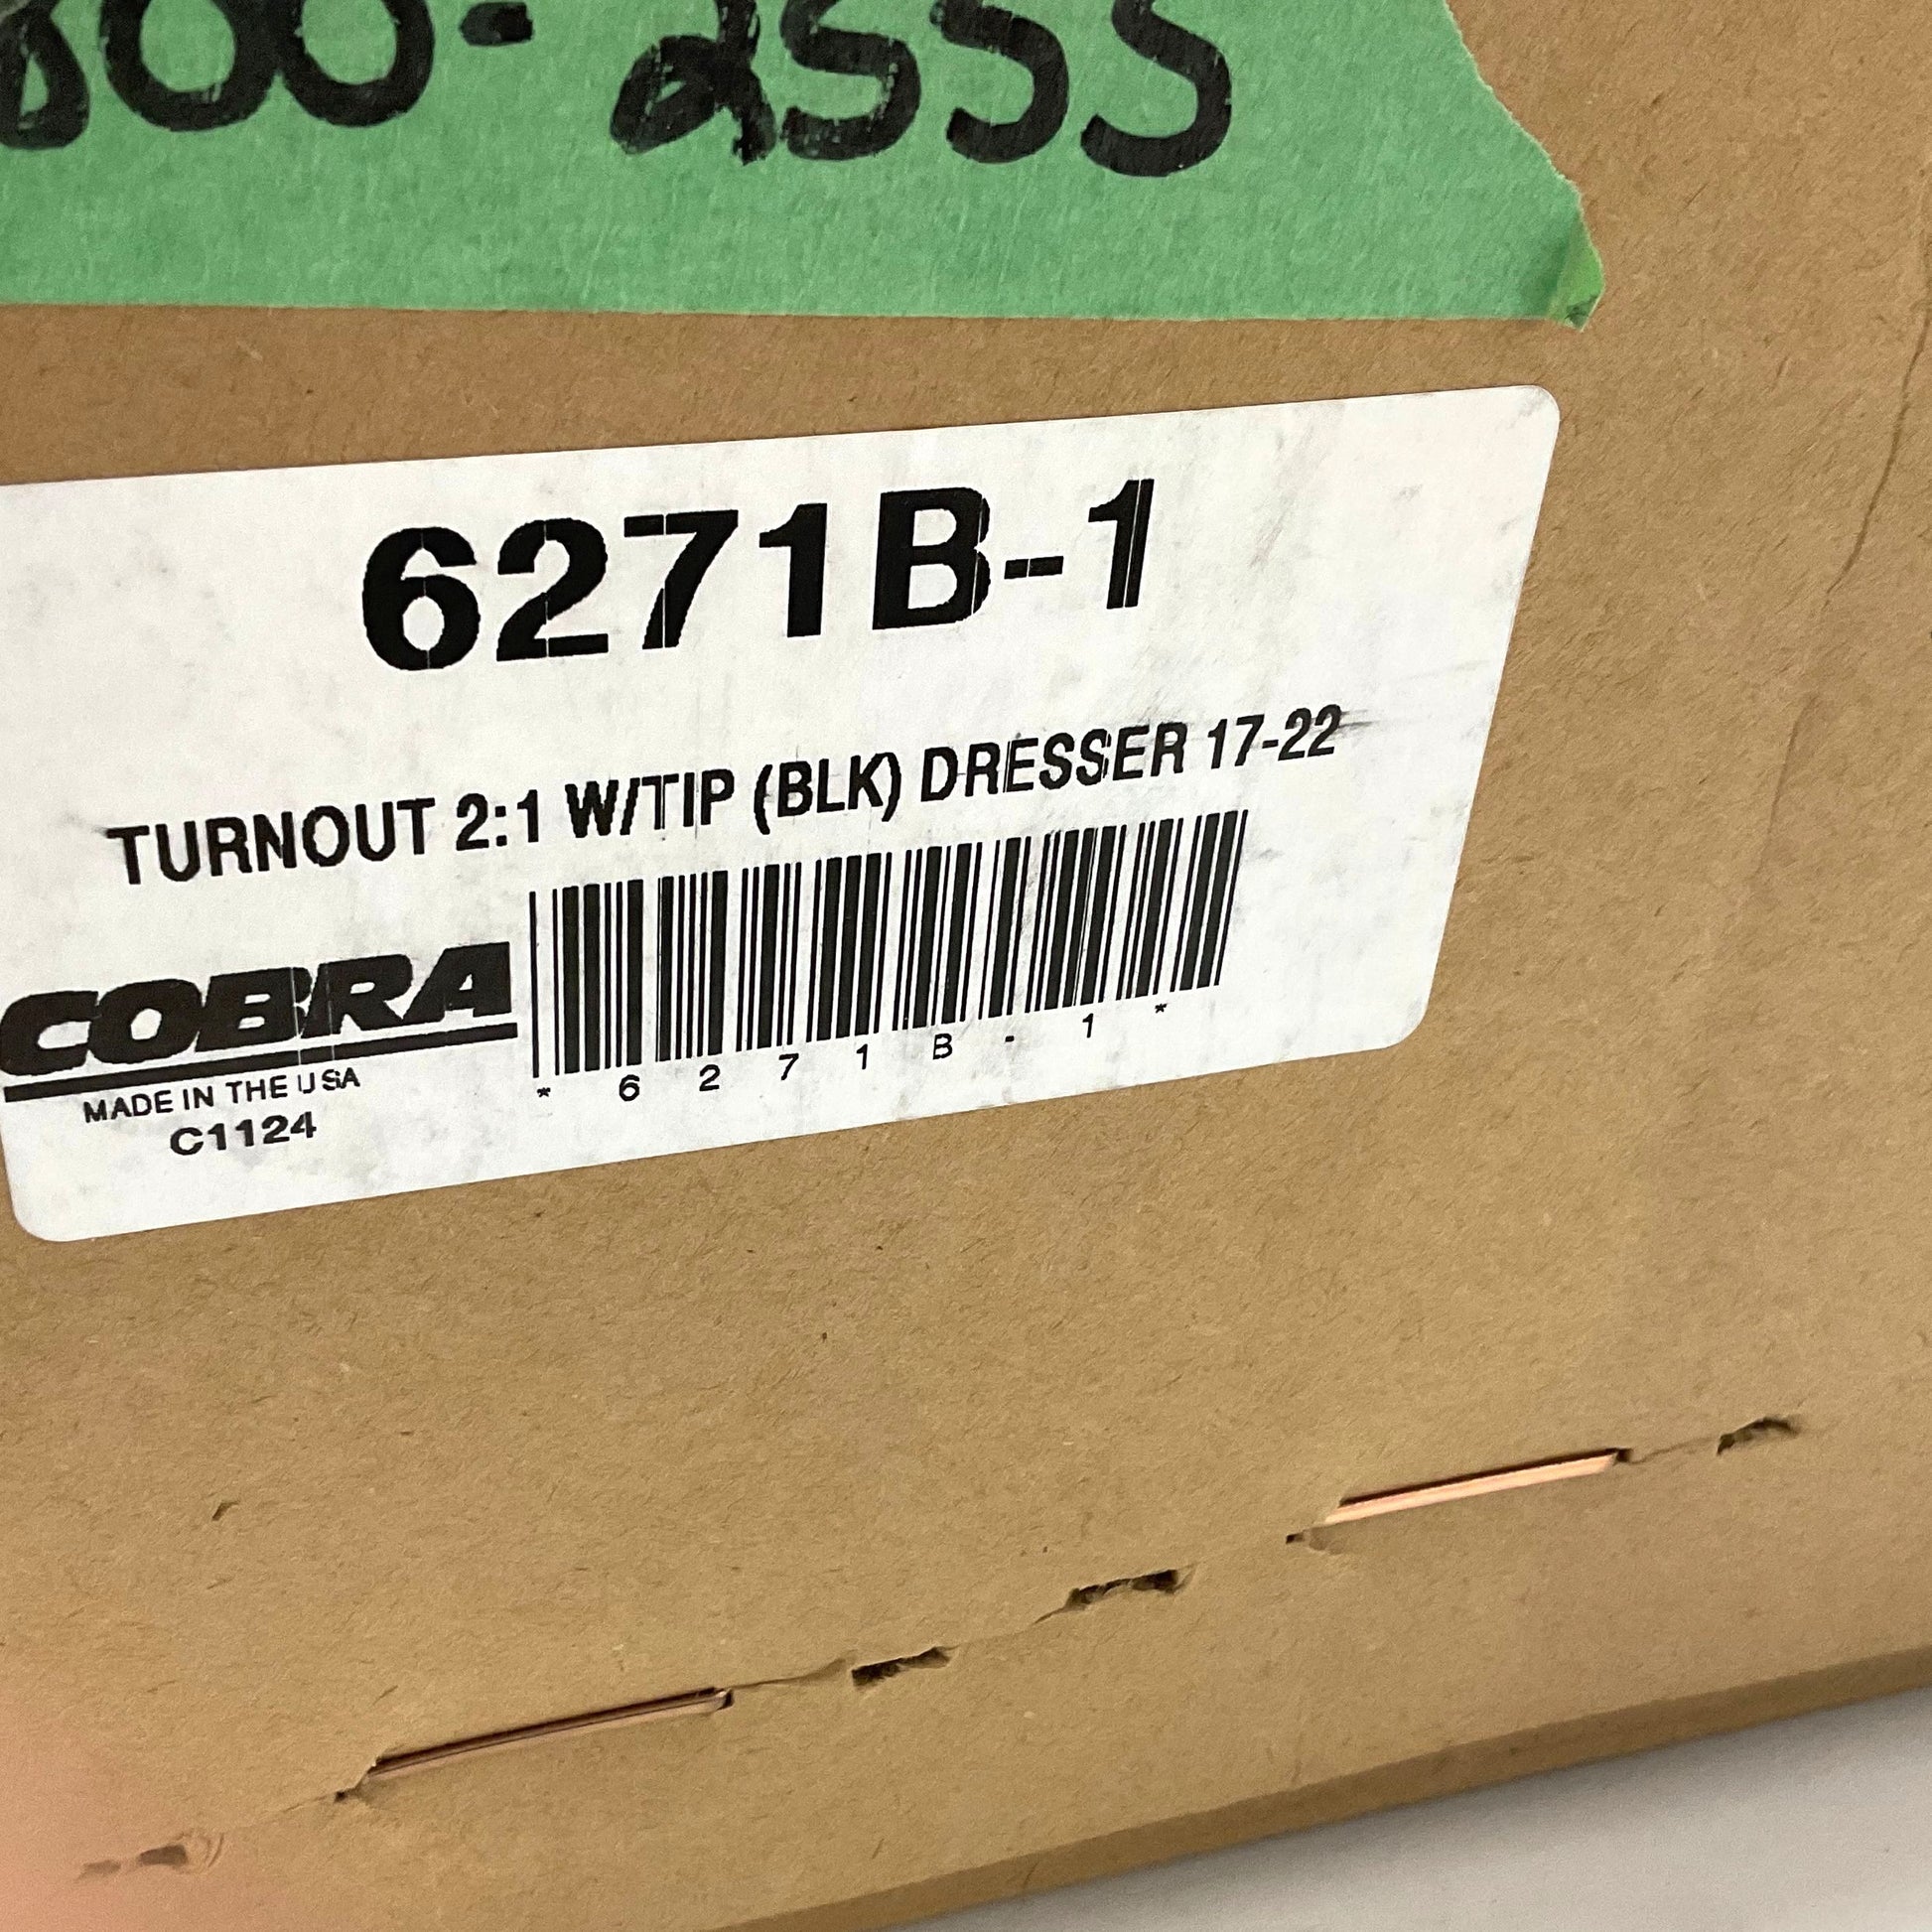 800-2555
6271B-1
TURNOUT 2:1 W/TIP (BLK) DRESSER 17-22
COBRA
* 6 2 7 1 B - 1 *
MADE IN THE USA
C1124